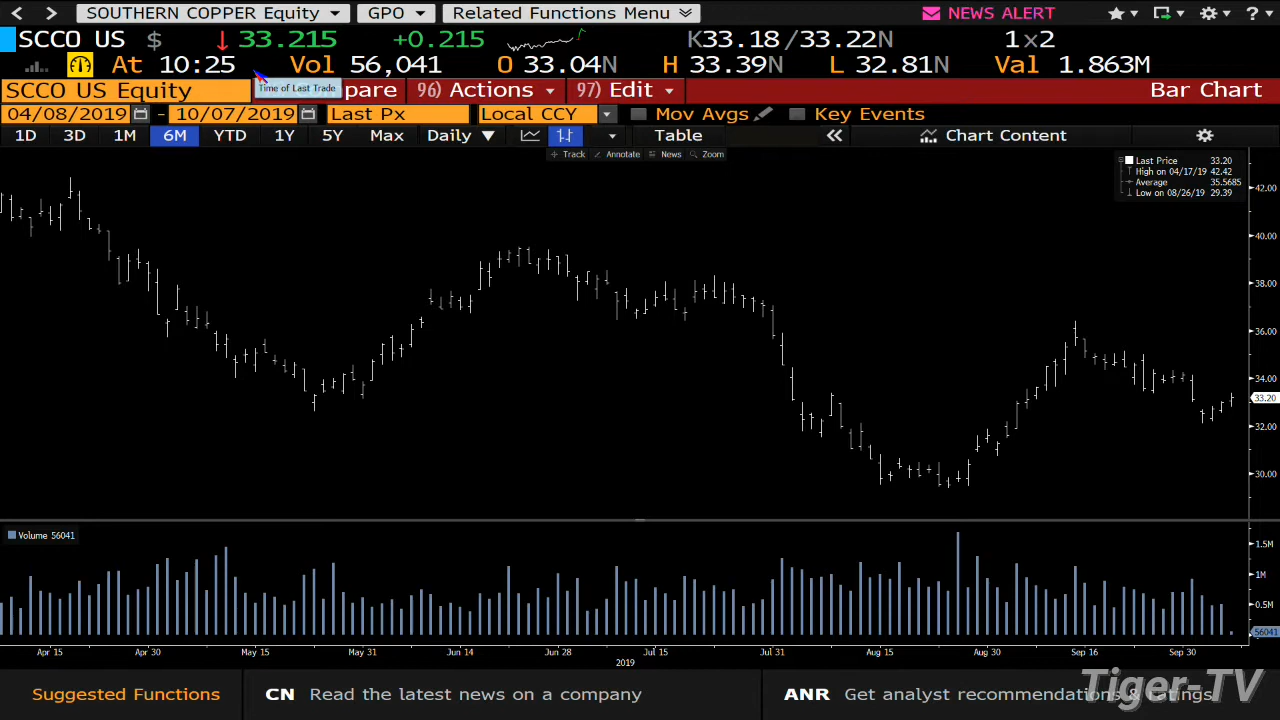 SOUTHERN COPPER Equity GPO Related Functions Menu NEWS ALERT ?
SCCO US $ ↓ 33.215 +0.215 K33.18 /33.22N 1x2
At 10:25 Vol 56,041 O 33.04N H 33.39N L 32.81N Val 1.863M
SCCO US Equity Time of Last Trade pare 96) Actions 97) Edit Bar Chart
04/08/2019 - 10/07/2019 Last Px Local CCY Mov Avgs Key Events
1D 3D 1M 6M YTD 1Y 5Y Max Daily ▼ Table « Chart Content
Track Annotate News Zoom
Last Price 33.20
High on 04/17/19 42.42
Average 35.5685
Low on 08/26/19 29.39
42.00
40.00
38.00
36.00
34.00
33.20
32.00
30.00
Volume 56041
1.5M
1M
0.5M
56041
Apr 15 Apr 30 May 15 May 31 Jun 14 Jun 28 Jul 15 Jul 31 Aug 15 Aug 30 Sep 16 Sep 30
2019
Suggested Functions CN Read the latest news on a company ANR Get analyst recommendations & ratings
Tiger-TV